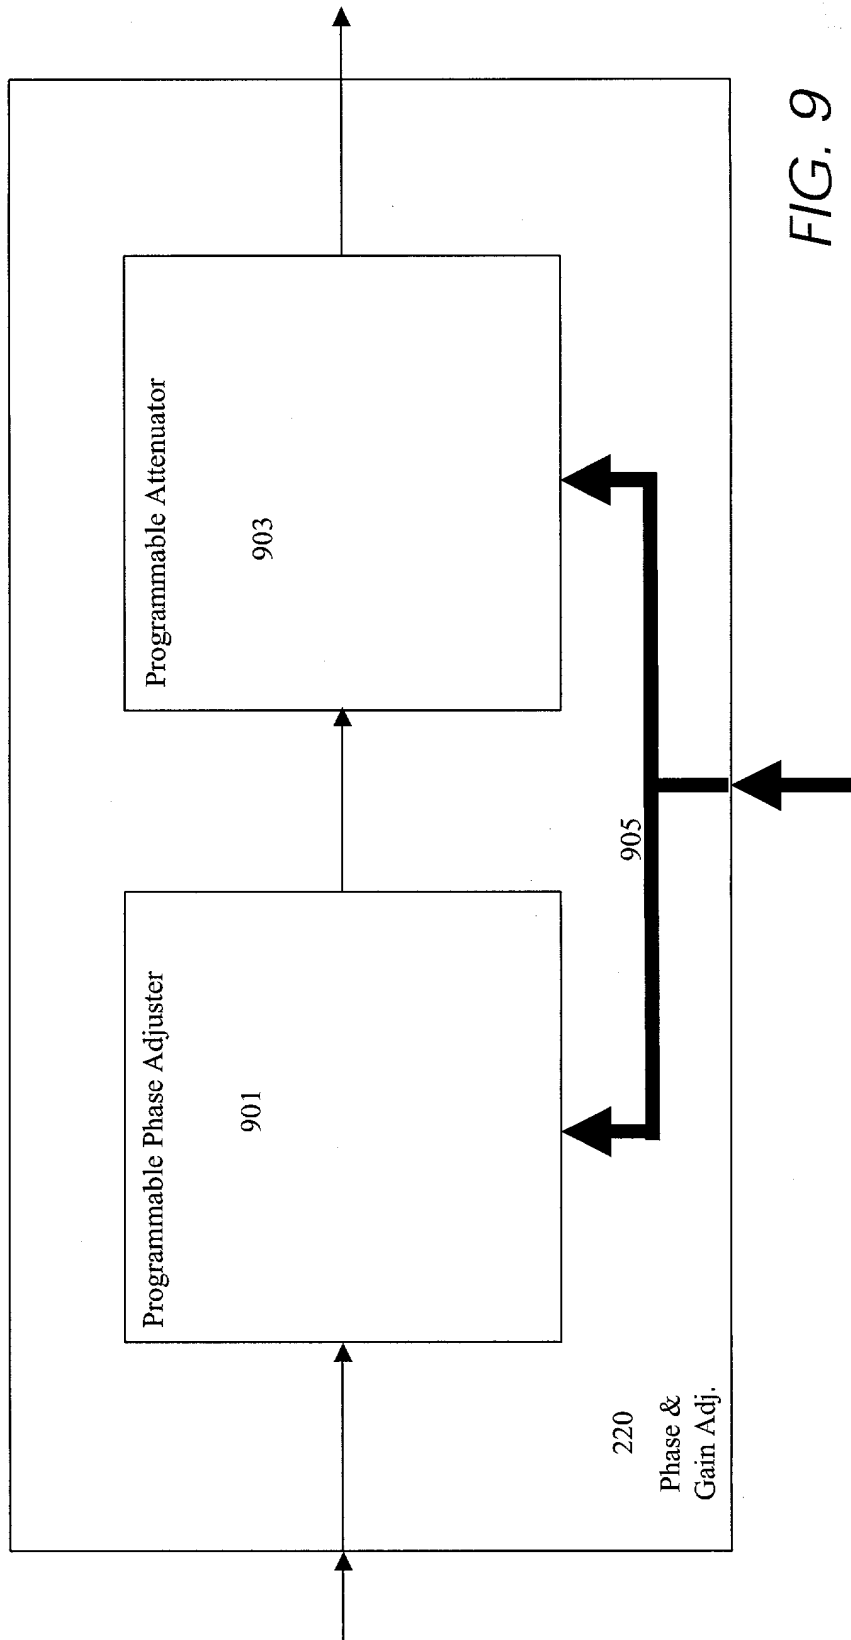 Programmable Phase Adjuster
901
Programmable Attenuator
903
905
220
Phase &
Gain Adj.
FIG. 9